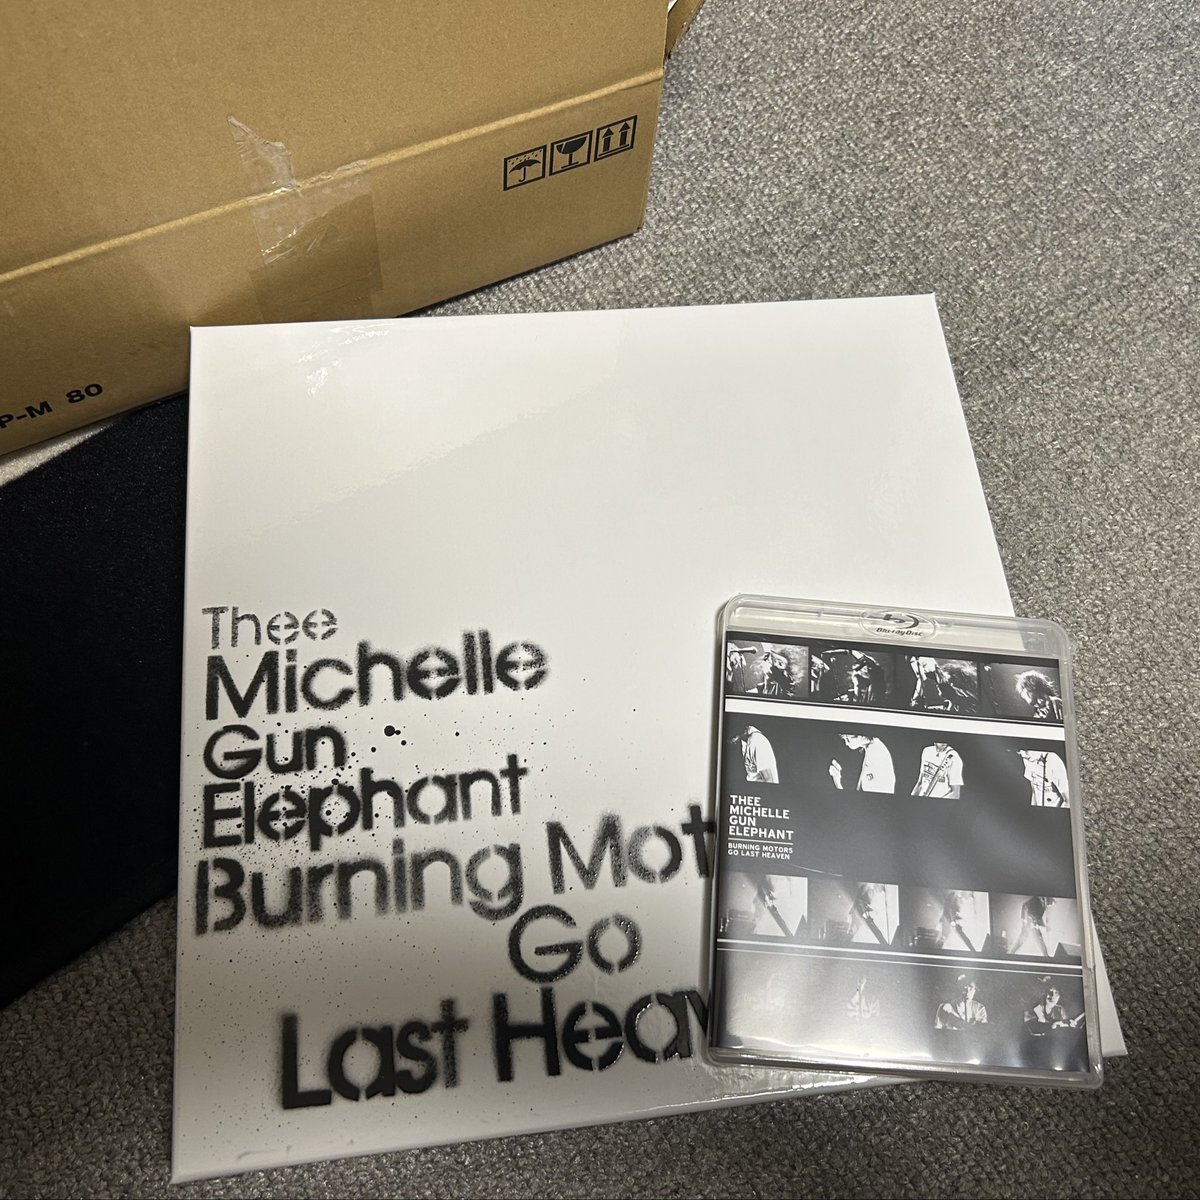 P-M 80
Thee
Michelle
Gun
Elephant
Burning Mot
Go
Last Heav
Blu-ray Disc
THEE
MICHELLE
GUN
ELEPHANT
BURNING MOTORS
GO LAST HEAVEN